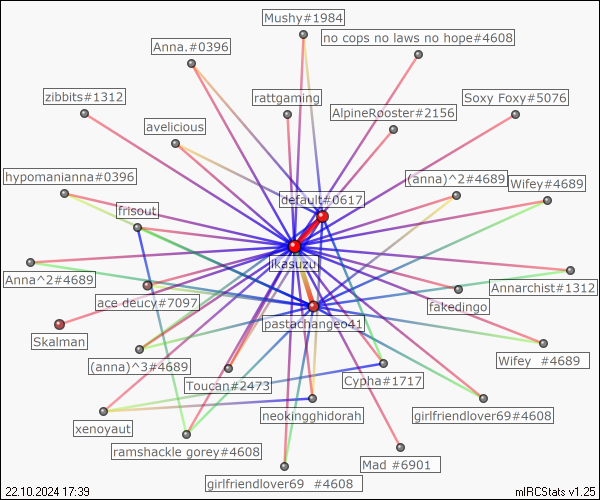 Mushy#1984
no cops no laws no hope#4608
Anna.#0396
zibbits#1312
rattgaming
Soxy Foxy#5076
AlpineRooster#2156
avelicious
hypomanianna#0396
(anna)^2#4689
Wifey#4689
default#0617
frisout
ikasuzu
Anna^2#4689
Annarchist#1312
ace deucy#7097
fakedingo
pastachangeo41
Skalman
(anna)^3#4689
Wifey #4689
Toucan#2473
Cypha#1717
xenoyaut
neokingghidorah
girlfriendlover69#4608
ramshackle gorey#4608
Mad #6901
girlfriendlover69 #4608
22.10.2024 17:39
mIRCStats v1.25